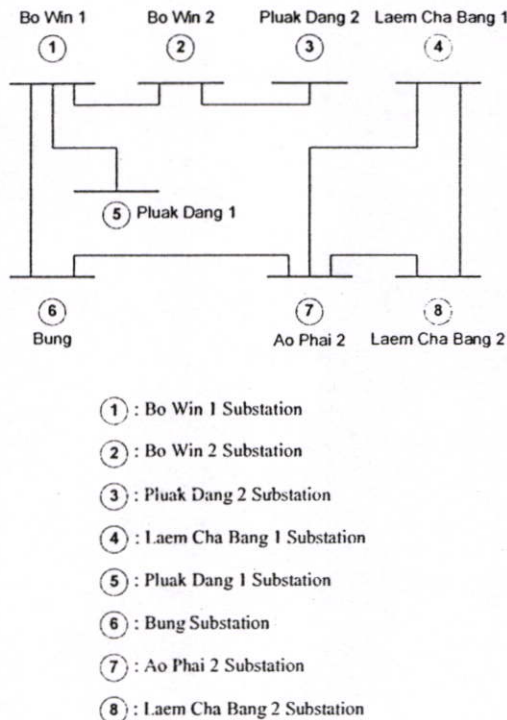 Bo Win 1 Bo Win 2 Pluak Dang 2 Laem Cha Bang 1
1 2 3 4
5 Pluak Dang 1
6 7 8
Bung Ao Phai 2 Laem Cha Bang 2
1 : Bo Win 1 Substation
2 : Bo Win 2 Substation
3 : Pluak Dang 2 Substation
4 : Laem Cha Bang 1 Substation
5 : Pluak Dang 1 Substation
6 : Bung Substation
7 : Ao Phai 2 Substation
8 : Laem Cha Bang 2 Substation